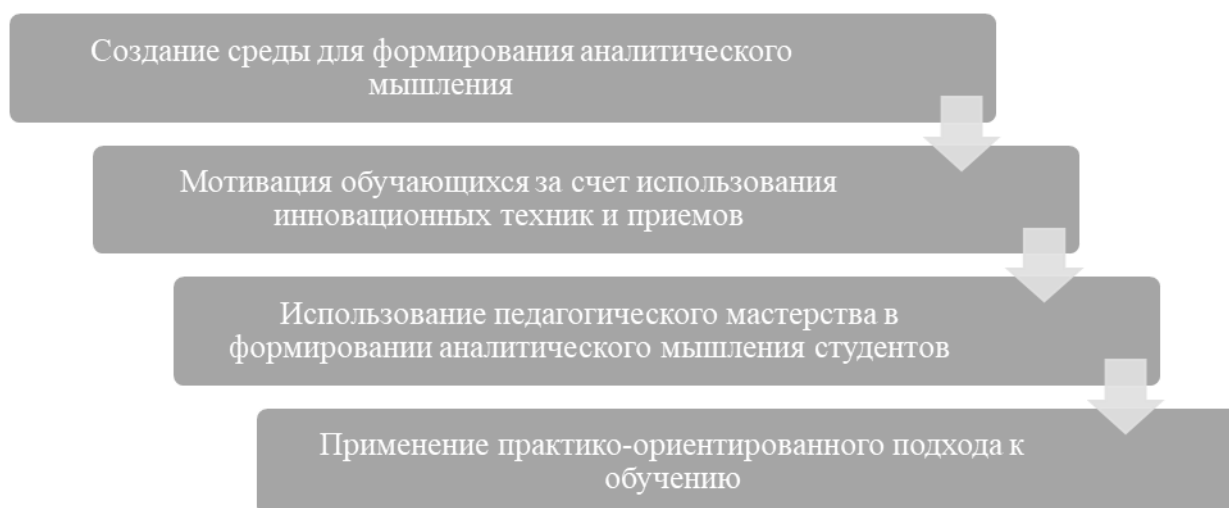 Создание среды для формирования аналитического
мышления
Мотивация обучающихся за счет использования
инновационных техник и приемов
Использование педагогического мастерства в
формировании аналитического мышления студентов
Применение практико-ориентированного подхода к
обучению